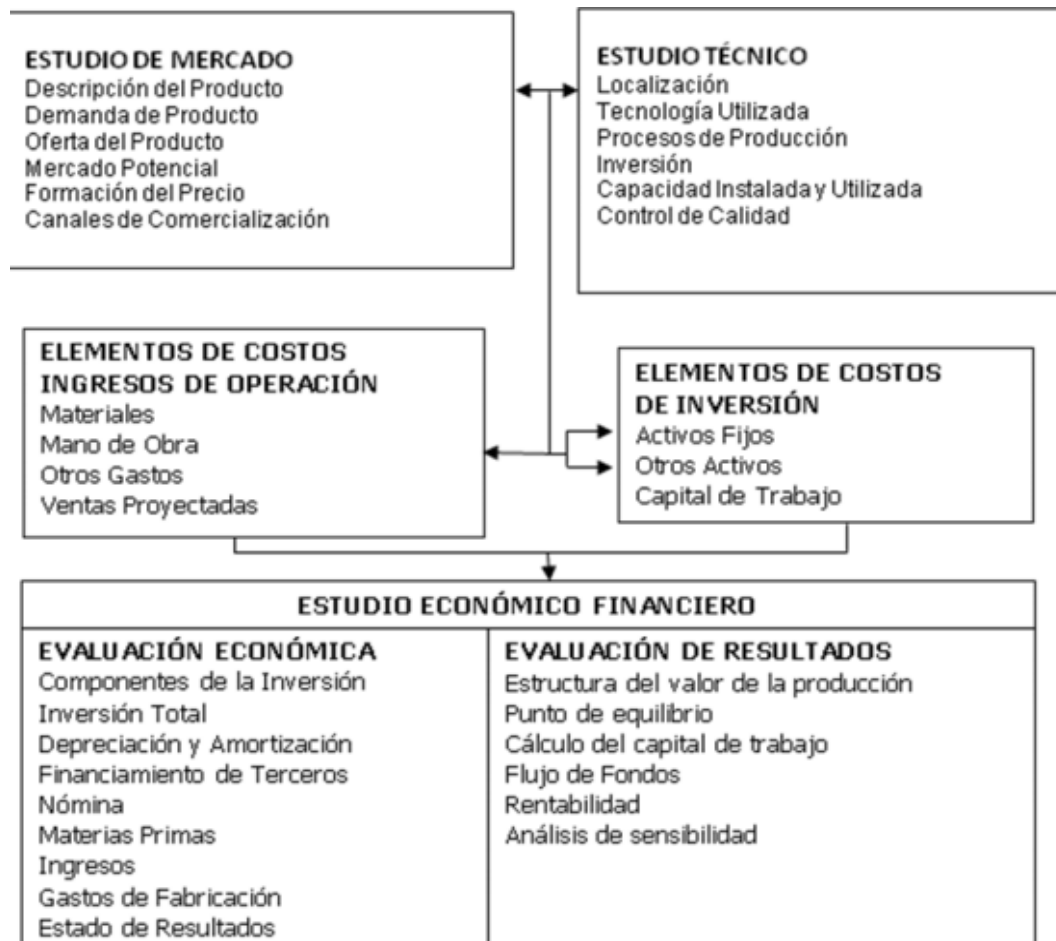 ESTUDIO DE MERCADO
Descripción del Producto
Demanda de Producto
Oferta del Producto
Mercado Potencial
Formación del Precio
Canales de Comercialización
ESTUDIO TÉCNICO
Localización
Tecnología Utilizada
Procesos de Producción
Inversión
Capacidad Instalada y Utilizada
Control de Calidad
ELEMENTOS DE COSTOS
INGRESOS DE OPERACIÓN
Materiales
Mano de Obra
Otros Gastos
Ventas Proyectadas
ELEMENTOS DE COSTOS
DE INVERSIÓN
Activos Fijos
Otros Activos
Capital de Trabajo
ESTUDIO ECONÓMICO FINANCIERO
EVALUACIÓN ECONÓMICA
Componentes de la Inversión
Inversión Total
Depreciación y Amortización
Financiamiento de Terceros
Nómina
Materias Primas
Ingresos
Gastos de Fabricación
Estado de Resultados
EVALUACIÓN DE RESULTADOS
Estructura del valor de la producción
Punto de equilibrio
Cálculo del capital de trabajo
Flujo de Fondos
Rentabilidad
Análisis de sensibilidad